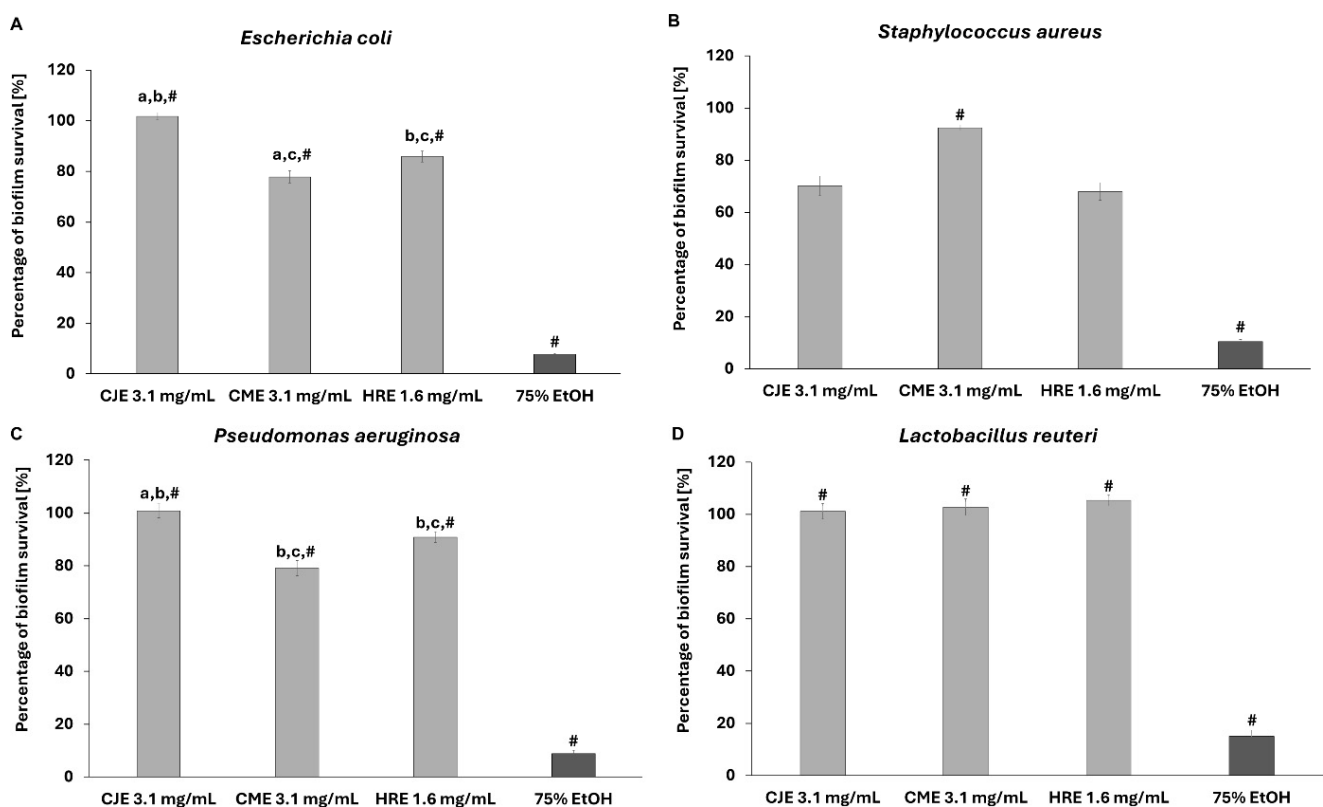 A
Escherichia coli
Percentage of biofilm survival [%]
120
100
80
60
40
20
0
a,b,#
a,c,#
b,c,#
#
CJE 3.1 mg/mL CME 3.1 mg/mL HRE 1.6 mg/mL 75% EtOH
B
Staphylococcus aureus
Percentage of biofilm survival [%]
120
100
80
60
40
20
0
#
#
CJE 3.1 mg/mL CME 3.1 mg/mL HRE 1.6 mg/mL 75% EtOH
C
Pseudomonas aeruginosa
Percentage of biofilm survival [%]
120
100
80
60
40
20
0
a,b,#
b,c,#
b,c,#
#
CJE 3.1 mg/mL CME 3.1 mg/mL HRE 1.6 mg/mL 75% EtOH
D
Lactobacillus reuteri
Percentage of biofilm survival [%]
120
100
80
60
40
20
0
#
#
#
#
CJE 3.1 mg/mL CME 3.1 mg/mL HRE 1.6 mg/mL 75% EtOH